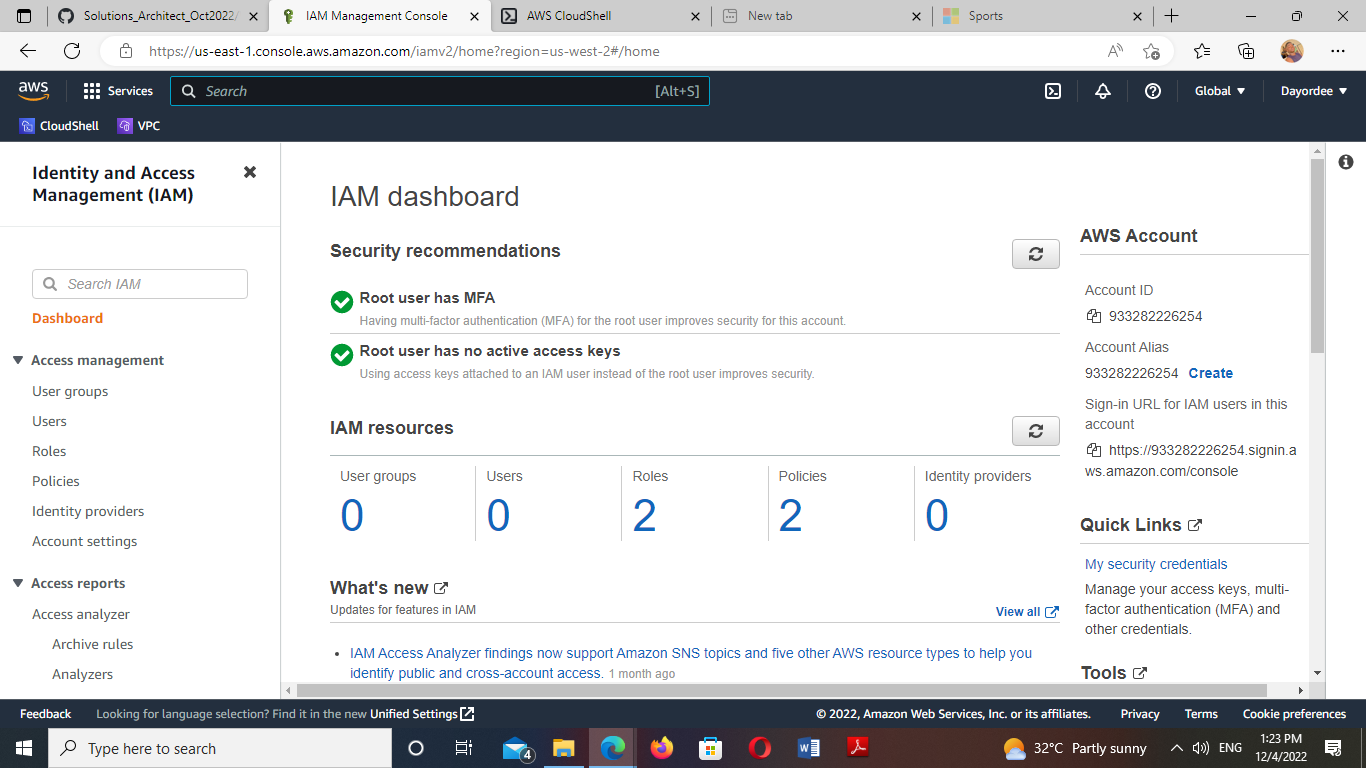 Solutions_Architect_Oct2022/
IAM Management Console
AWS CloudShell
New tab
Sports
https://us-east-1.console.aws.amazon.com/iamv2/home?region=us-west-2#/home
aws
Services
Search
[Alt+S]
Global
Dayordee
CloudShell
VPC
Identity and Access
Management (IAM)
Search IAM
Dashboard
Access management
User groups
Users
Roles
Policies
Identity providers
Account settings
Access reports
Access analyzer
Archive rules
Analyzers
IAM dashboard
Security recommendations
Root user has MFA
Having multi-factor authentication (MFA) for the root user improves security for this account.
Root user has no active access keys
Using access keys attached to an IAM user instead of the root user improves security.
IAM resources
User groups
0
Users
0
Roles
2
Policies
2
Identity providers
0
What's new
Updates for features in IAM
View all
IAM Access Analyzer findings now support Amazon SNS topics and five other AWS resource types to help you
identify public and cross-account access. 1 month ago
AWS Account
Account ID
933282226254
Account Alias
933282226254 Create
Sign-in URL for IAM users in this
account
https://933282226254.signin.a
ws.amazon.com/console
Quick Links
My security credentials
Manage your access keys, multi-
factor authentication (MFA) and
other credentials.
Tools
Feedback
Looking for language selection? Find it in the new Unified Settings
© 2022, Amazon Web Services, Inc. or its affiliates.
Privacy
Terms
Cookie preferences
Type here to search
4
32°C Partly sunny
ENG
1:23 PM
12/4/2022